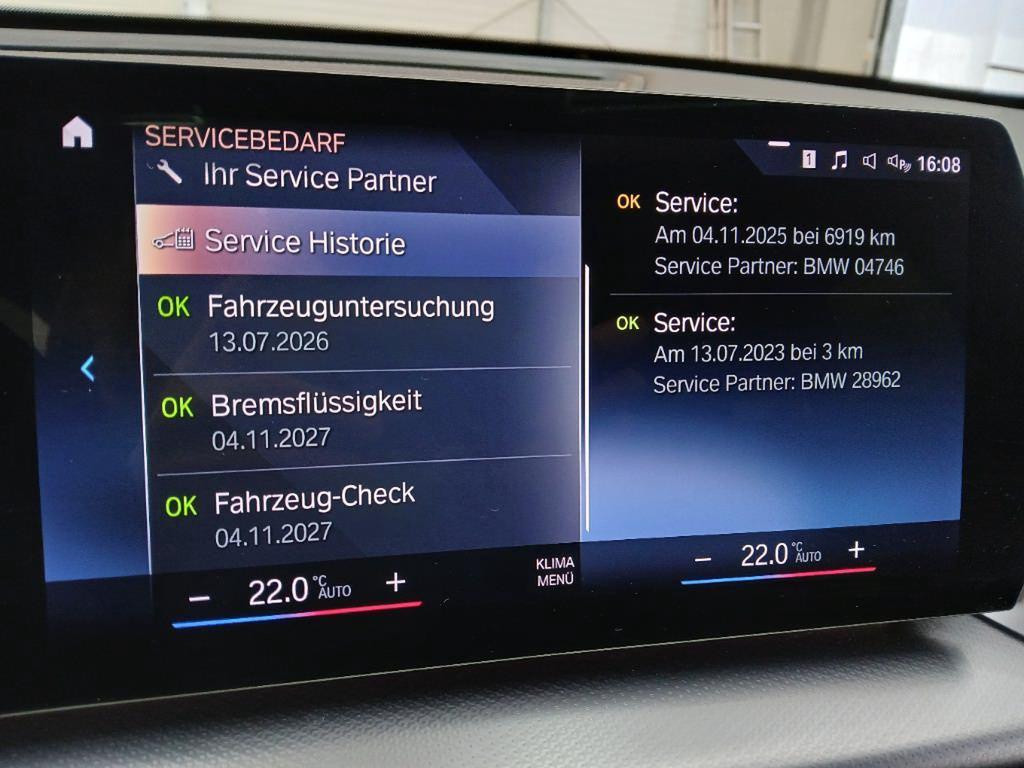 SERVICEBEDARF
Ihr Service Partner
Service Historie
OK Fahrzeuguntersuchung
13.07.2026
OK Bremsflüssigkeit
04.11.2027
OK Fahrzeug-Check
04.11.2027
1 P 16:08
OK Service:
Am 04.11.2025 bei 6919 km
Service Partner: BMW 04746
OK Service:
Am 13.07.2023 bei 3 km
Service Partner: BMW 28962
− 22.0 °C AUTO +
KLIMA
MENÜ
− 22.0 °C AUTO +